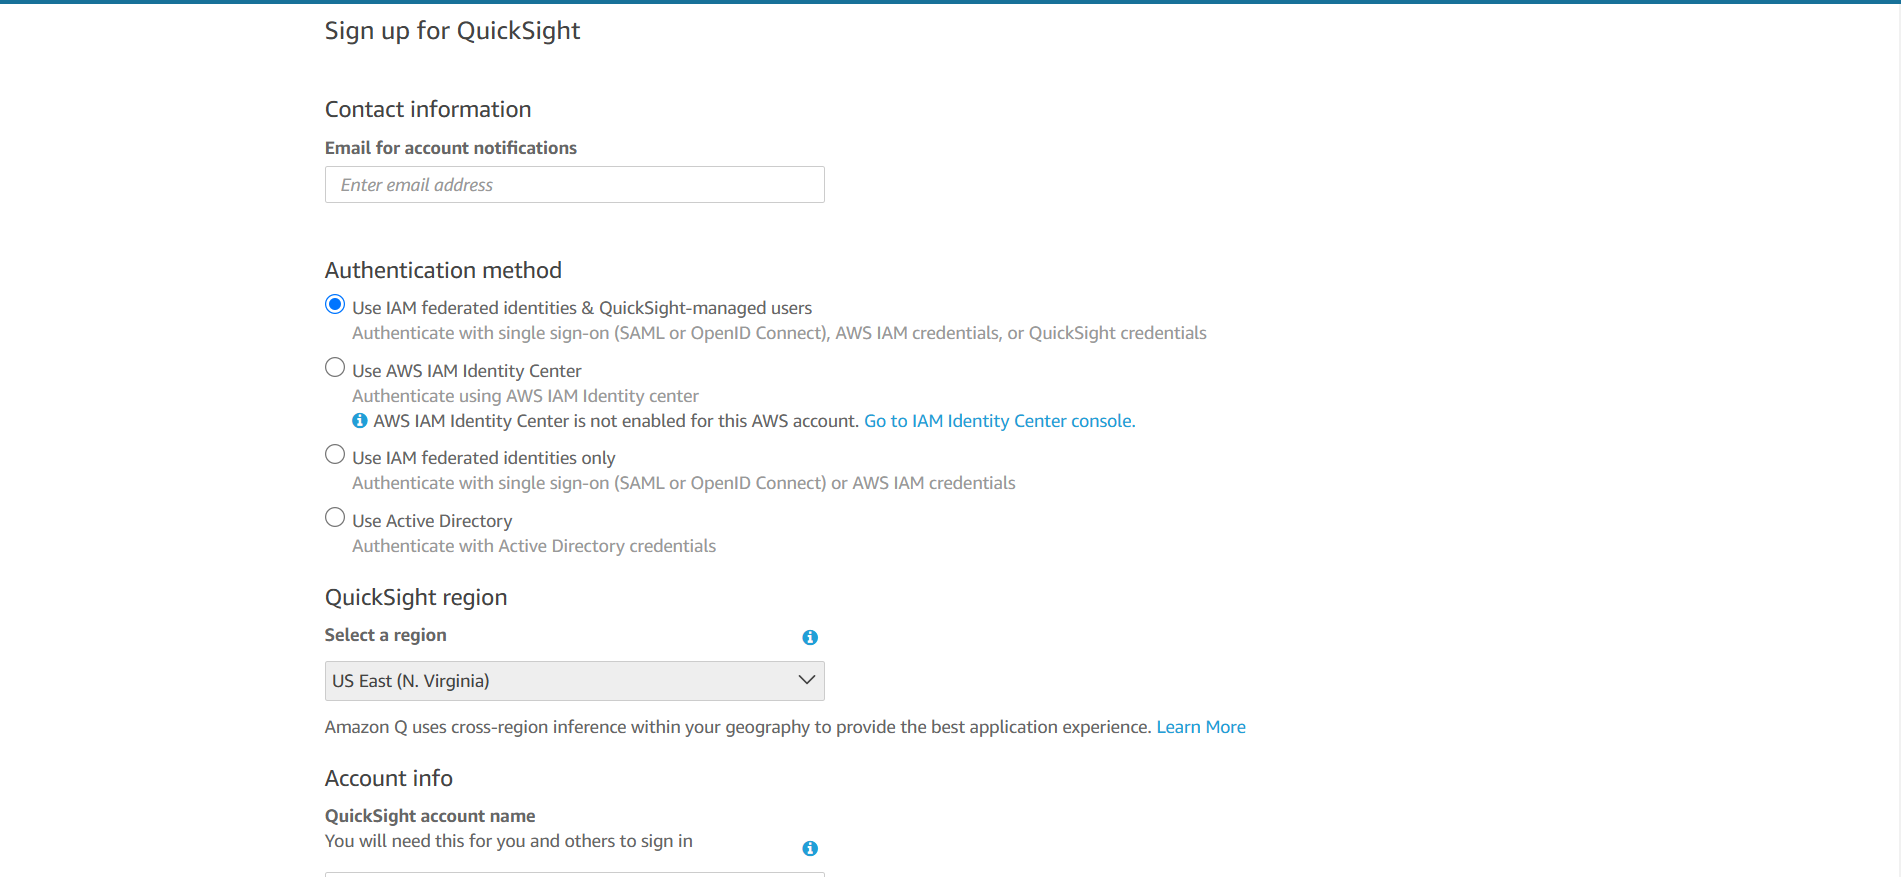 Sign up for QuickSight
Contact information
Email for account notifications
Enter email address
Authentication method
Use IAM federated identities & QuickSight-managed users
Authenticate with single sign-on (SAML or OpenID Connect), AWS IAM credentials, or QuickSight credentials
Use AWS IAM Identity Center
Authenticate using AWS IAM Identity center
AWS IAM Identity Center is not enabled for this AWS account. Go to IAM Identity Center console.
Use IAM federated identities only
Authenticate with single sign-on (SAML or OpenID Connect) or AWS IAM credentials
Use Active Directory
Authenticate with Active Directory credentials
QuickSight region
Select a region
US East (N. Virginia)
Amazon Q uses cross-region inference within your geography to provide the best application experience. Learn More
Account info
QuickSight account name
You will need this for you and others to sign in